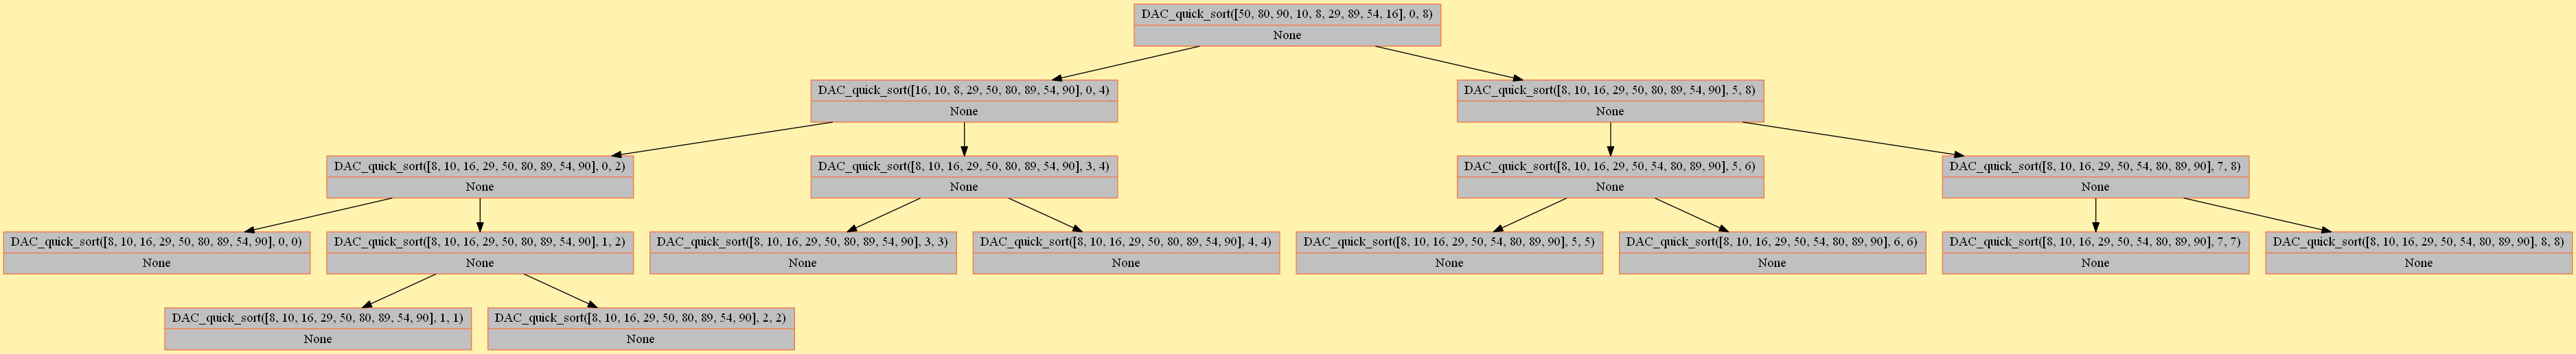 DAC_quick_sort([50, 80, 90, 10, 8, 29, 89, 54, 16], 0, 8)
None
DAC_quick_sort([16, 10, 8, 29, 50, 80, 89, 54, 90], 0, 4)
None
DAC_quick_sort([8, 10, 16, 29, 50, 80, 89, 54, 90], 5, 8)
None
DAC_quick_sort([8, 10, 16, 29, 50, 80, 89, 54, 90], 0, 2)
None
DAC_quick_sort([8, 10, 16, 29, 50, 80, 89, 54, 90], 3, 4)
None
DAC_quick_sort([8, 10, 16, 29, 50, 54, 80, 89, 90], 5, 6)
None
DAC_quick_sort([8, 10, 16, 29, 50, 54, 80, 89, 90], 7, 8)
None
DAC_quick_sort([8, 10, 16, 29, 50, 80, 89, 54, 90], 0, 0)
None
DAC_quick_sort([8, 10, 16, 29, 50, 80, 89, 54, 90], 1, 2)
None
DAC_quick_sort([8, 10, 16, 29, 50, 80, 89, 54, 90], 3, 3)
None
DAC_quick_sort([8, 10, 16, 29, 50, 80, 89, 54, 90], 4, 4)
None
DAC_quick_sort([8, 10, 16, 29, 50, 54, 80, 89, 90], 5, 5)
None
DAC_quick_sort([8, 10, 16, 29, 50, 54, 80, 89, 90], 6, 6)
None
DAC_quick_sort([8, 10, 16, 29, 50, 54, 80, 89, 90], 7, 7)
None
DAC_quick_sort([8, 10, 16, 29, 50, 54, 80, 89, 90], 8, 8)
None
DAC_quick_sort([8, 10, 16, 29, 50, 80, 89, 54, 90], 1, 1)
None
DAC_quick_sort([8, 10, 16, 29, 50, 80, 89, 54, 90], 2, 2)
None